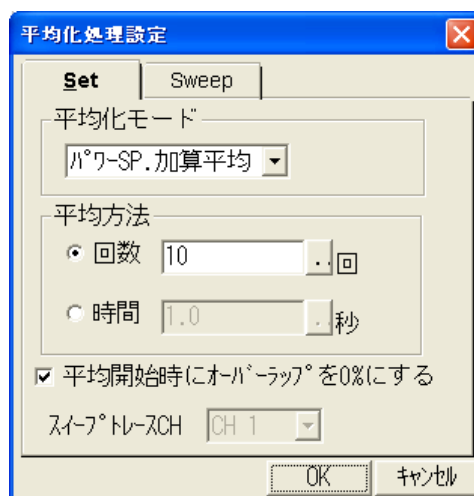 平均化処理設定
Set Sweep
平均化モード
ﾊﾟﾜｰSP.加算平均
平均方法
回数 10 .. 回
時間 1.0 .. 秒
平均開始時にｵｰﾊﾞｰﾗｯﾌﾟを0%にする
ｽｲｰﾌﾟﾄﾚｰｽCH CH 1
OK ｷｬﾝｾﾙ